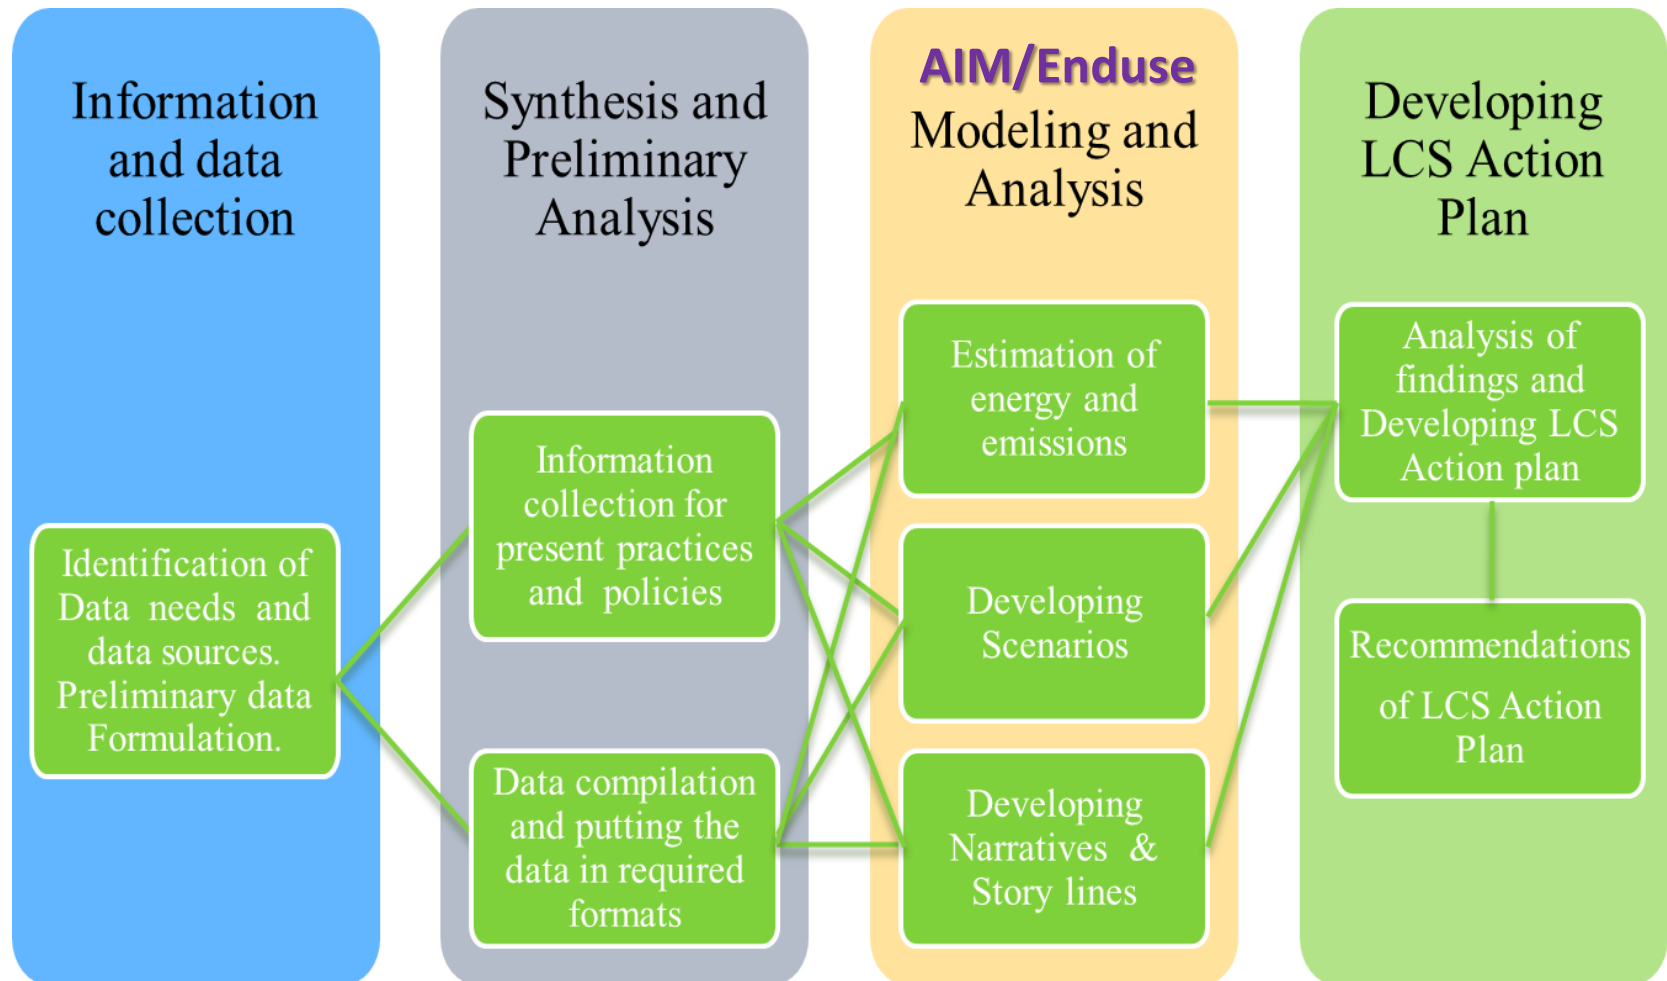 Information
and data
collection
Identification of
Data needs and
data sources.
Preliminary data
Formulation.
Synthesis and
Preliminary
Analysis
Information
collection for
present practices
and policies
Data compilation
and putting the
data in required
formats
AIM/Enduse
Modeling and
Analysis
Estimation of
energy and
emissions
Developing
Scenarios
Developing
Narratives &
Story lines
Developing
LCS Action
Plan
Analysis of
findings and
Developing LCS
Action plan
Recommendations
of LCS Action
Plan